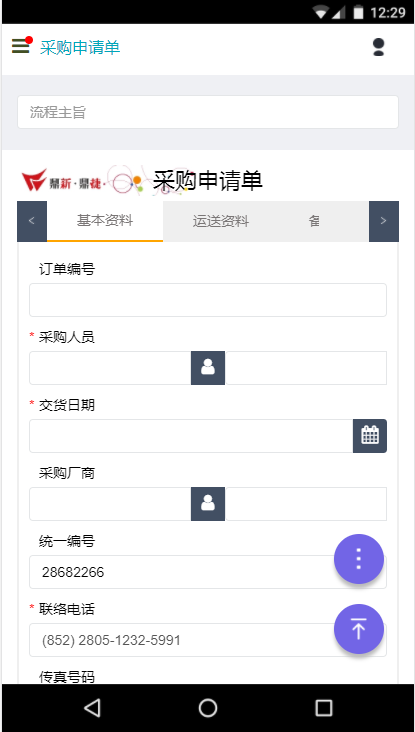 12:29
采购申请单
流程主旨
鼎新·鼎捷· 采购申请单
< 基本资料 运送资料 >
订单编号
* 采购人员
* 交货日期
采购厂商
统一编号
28682266
* 联络电话
(852) 2805-1232-5991
传真号码